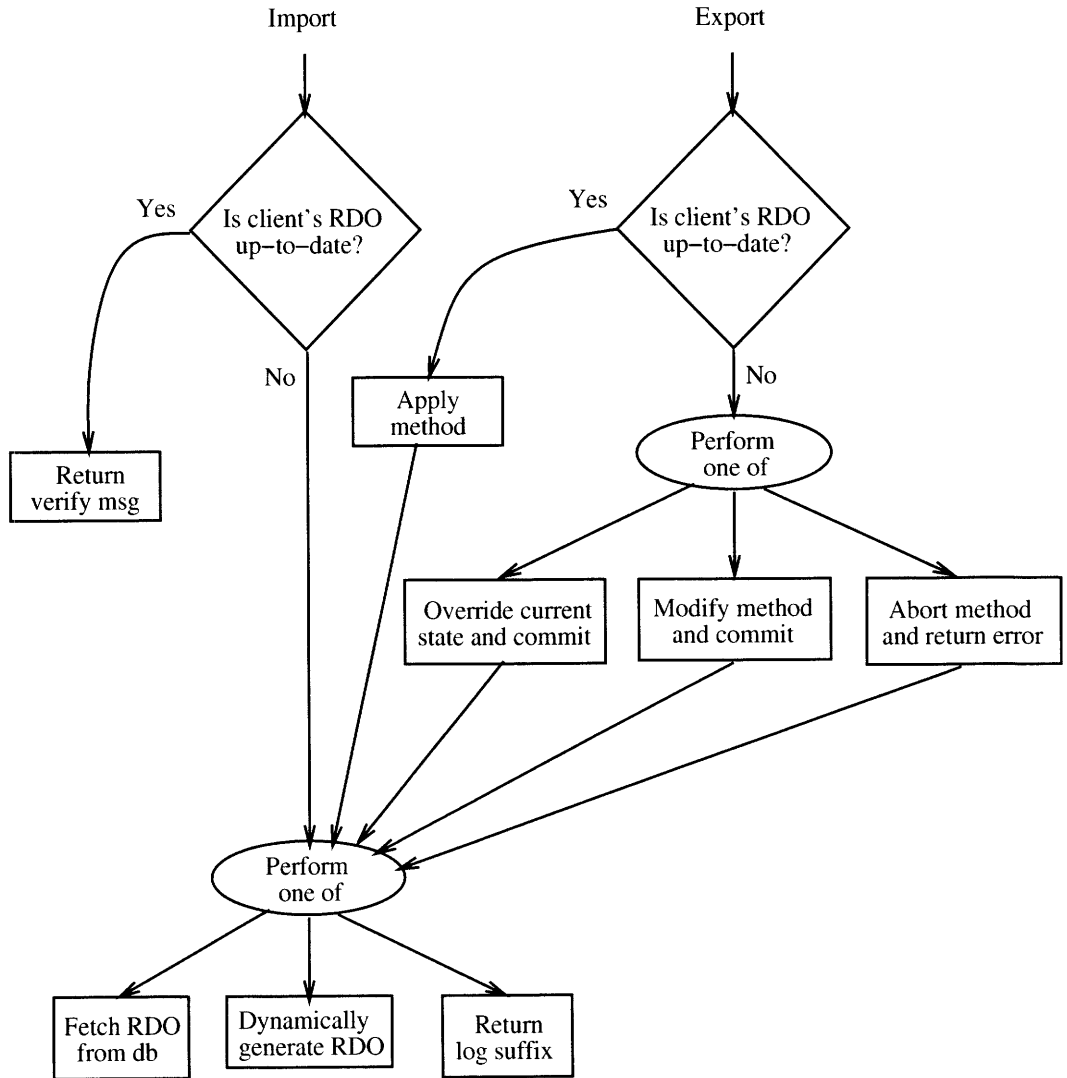 Import
Export
Yes
Is client's RDO
up–to–date?
Yes
Is client's RDO
up–to–date?
No
No
Apply
method
Perform
one of
Return
verify msg
Override current
state and commit
Modify method
and commit
Abort method
and return error
Perform
one of
Fetch RDO
from db
Dynamically
generate RDO
Return
log suffix